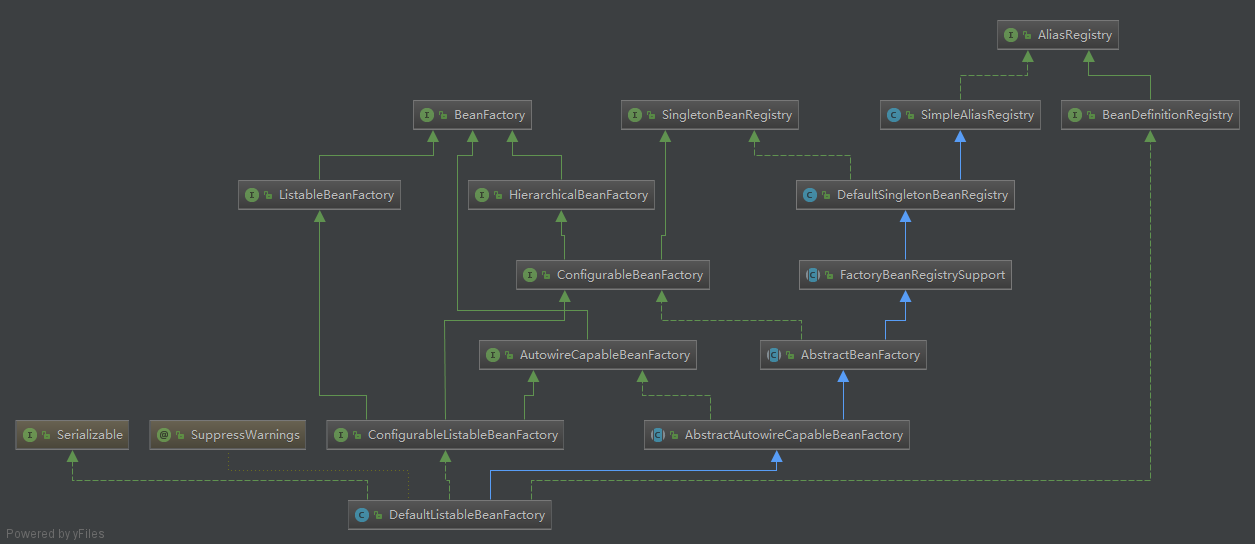 AliasRegistry
BeanFactory
SingletonBeanRegistry
SimpleAliasRegistry
BeanDefinitionRegistry
ListableBeanFactory
HierarchicalBeanFactory
DefaultSingletonBeanRegistry
ConfigurableBeanFactory
FactoryBeanRegistrySupport
AutowireCapableBeanFactory
AbstractBeanFactory
Serializable
SuppressWarnings
ConfigurableListableBeanFactory
AbstractAutowireCapableBeanFactory
DefaultListableBeanFactory
Powered by yFiles